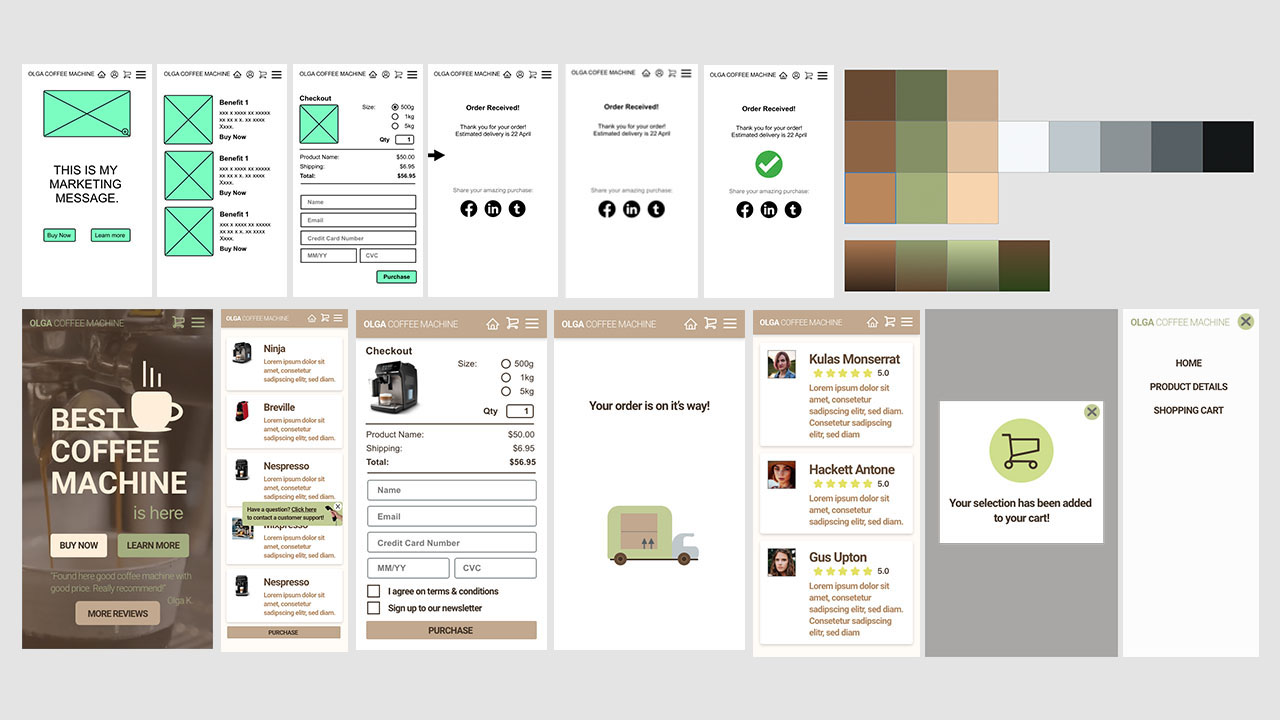 OLGA COFFEE MACHINE
THIS IS MY
MARKETING
MESSAGE.
Buy Now
Learn more
OLGA COFFEE MACHINE
Benefit 1
xxx x xxxx xx xxxxx
xx xx x x. xx xxxx
Xxxx.
Buy Now
Benefit 1
xxx x xxxx xx xxxxx
xx xx x x. xx xxxx
Xxxx.
Buy Now
Benefit 1
xxx x xxxx xx xxxxx
xx xx x x. xx xxxx
Xxxx.
Buy Now
OLGA COFFEE MACHINE
Checkout
Size:
500g
1kg
5kg
Qty
1
Product Name: $50.00
Shipping: $6.95
Total: $56.95
Name
Email
Credit Card Number
MM/YY
CVC
Purchase
OLGA COFFEE MACHINE
Order Received!
Thank you for your order!
Estimated delivery is 22 April
Share your amazing purchase:
OLGA COFFEE MACHINE
Order Received!
Thank you for your order!
Estimated delivery is 22 April
Share your amazing purchase:
OLGA COFFEE MACHINE
Order Received!
Thank you for your order!
Estimated delivery is 22 April
Share your amazing purchase:
OLGA COFFEE MACHINE
BEST
COFFEE
MACHINE
is here
BUY NOW
LEARN MORE
"Found here good coffee machine with
good price. Really recommend!"
Olga K.
MORE REVIEWS
OLGA COFFEE MACHINE
Ninja
Lorem ipsum dolor sit
amet, consetetur
sadipscing elitr, sed diam.
Breville
Lorem ipsum dolor sit
amet, consetetur
sadipscing elitr, sed diam.
Nespresso
Lorem ipsum dolor sit
amet, consetetur
sadipscing elitr, sed diam.
Have a question? Click here
to contact a customer support!
Lorem ipsum dolor sit
amet, consetetur
sadipscing elitr, sed diam.
Nespresso
Lorem ipsum dolor sit
amet, consetetur
sadipscing elitr, sed diam.
PURCHASE
OLGA COFFEE MACHINE
Checkout
Size:
500g
1kg
5kg
Qty
1
Product Name: $50.00
Shipping: $6.95
Total: $56.95
Name
Email
Credit Card Number
MM/YY
CVC
I agree on terms & conditions
Sign up to our newsletter
PURCHASE
OLGA COFFEE MACHINE
Your order is on it's way!
OLGA COFFEE MACHINE
Kulas Monserrat
5.0
Lorem ipsum dolor sit
amet, consetetur
sadipscing elitr, sed diam.
Consetetur sadipscing
elitr, sed diam
Hackett Antone
5.0
Lorem ipsum dolor sit
amet, consetetur
sadipscing elitr, sed diam.
Gus Upton
5.0
Lorem ipsum dolor sit
amet, consetetur
sadipscing elitr, sed diam.
Lorem ipsum dolor sit
amet, consetetur
sadipscing elitr, sed diam
Your selection has been added
to your cart!
OLGA COFFEE MACHINE
HOME
PRODUCT DETAILS
SHOPPING CART